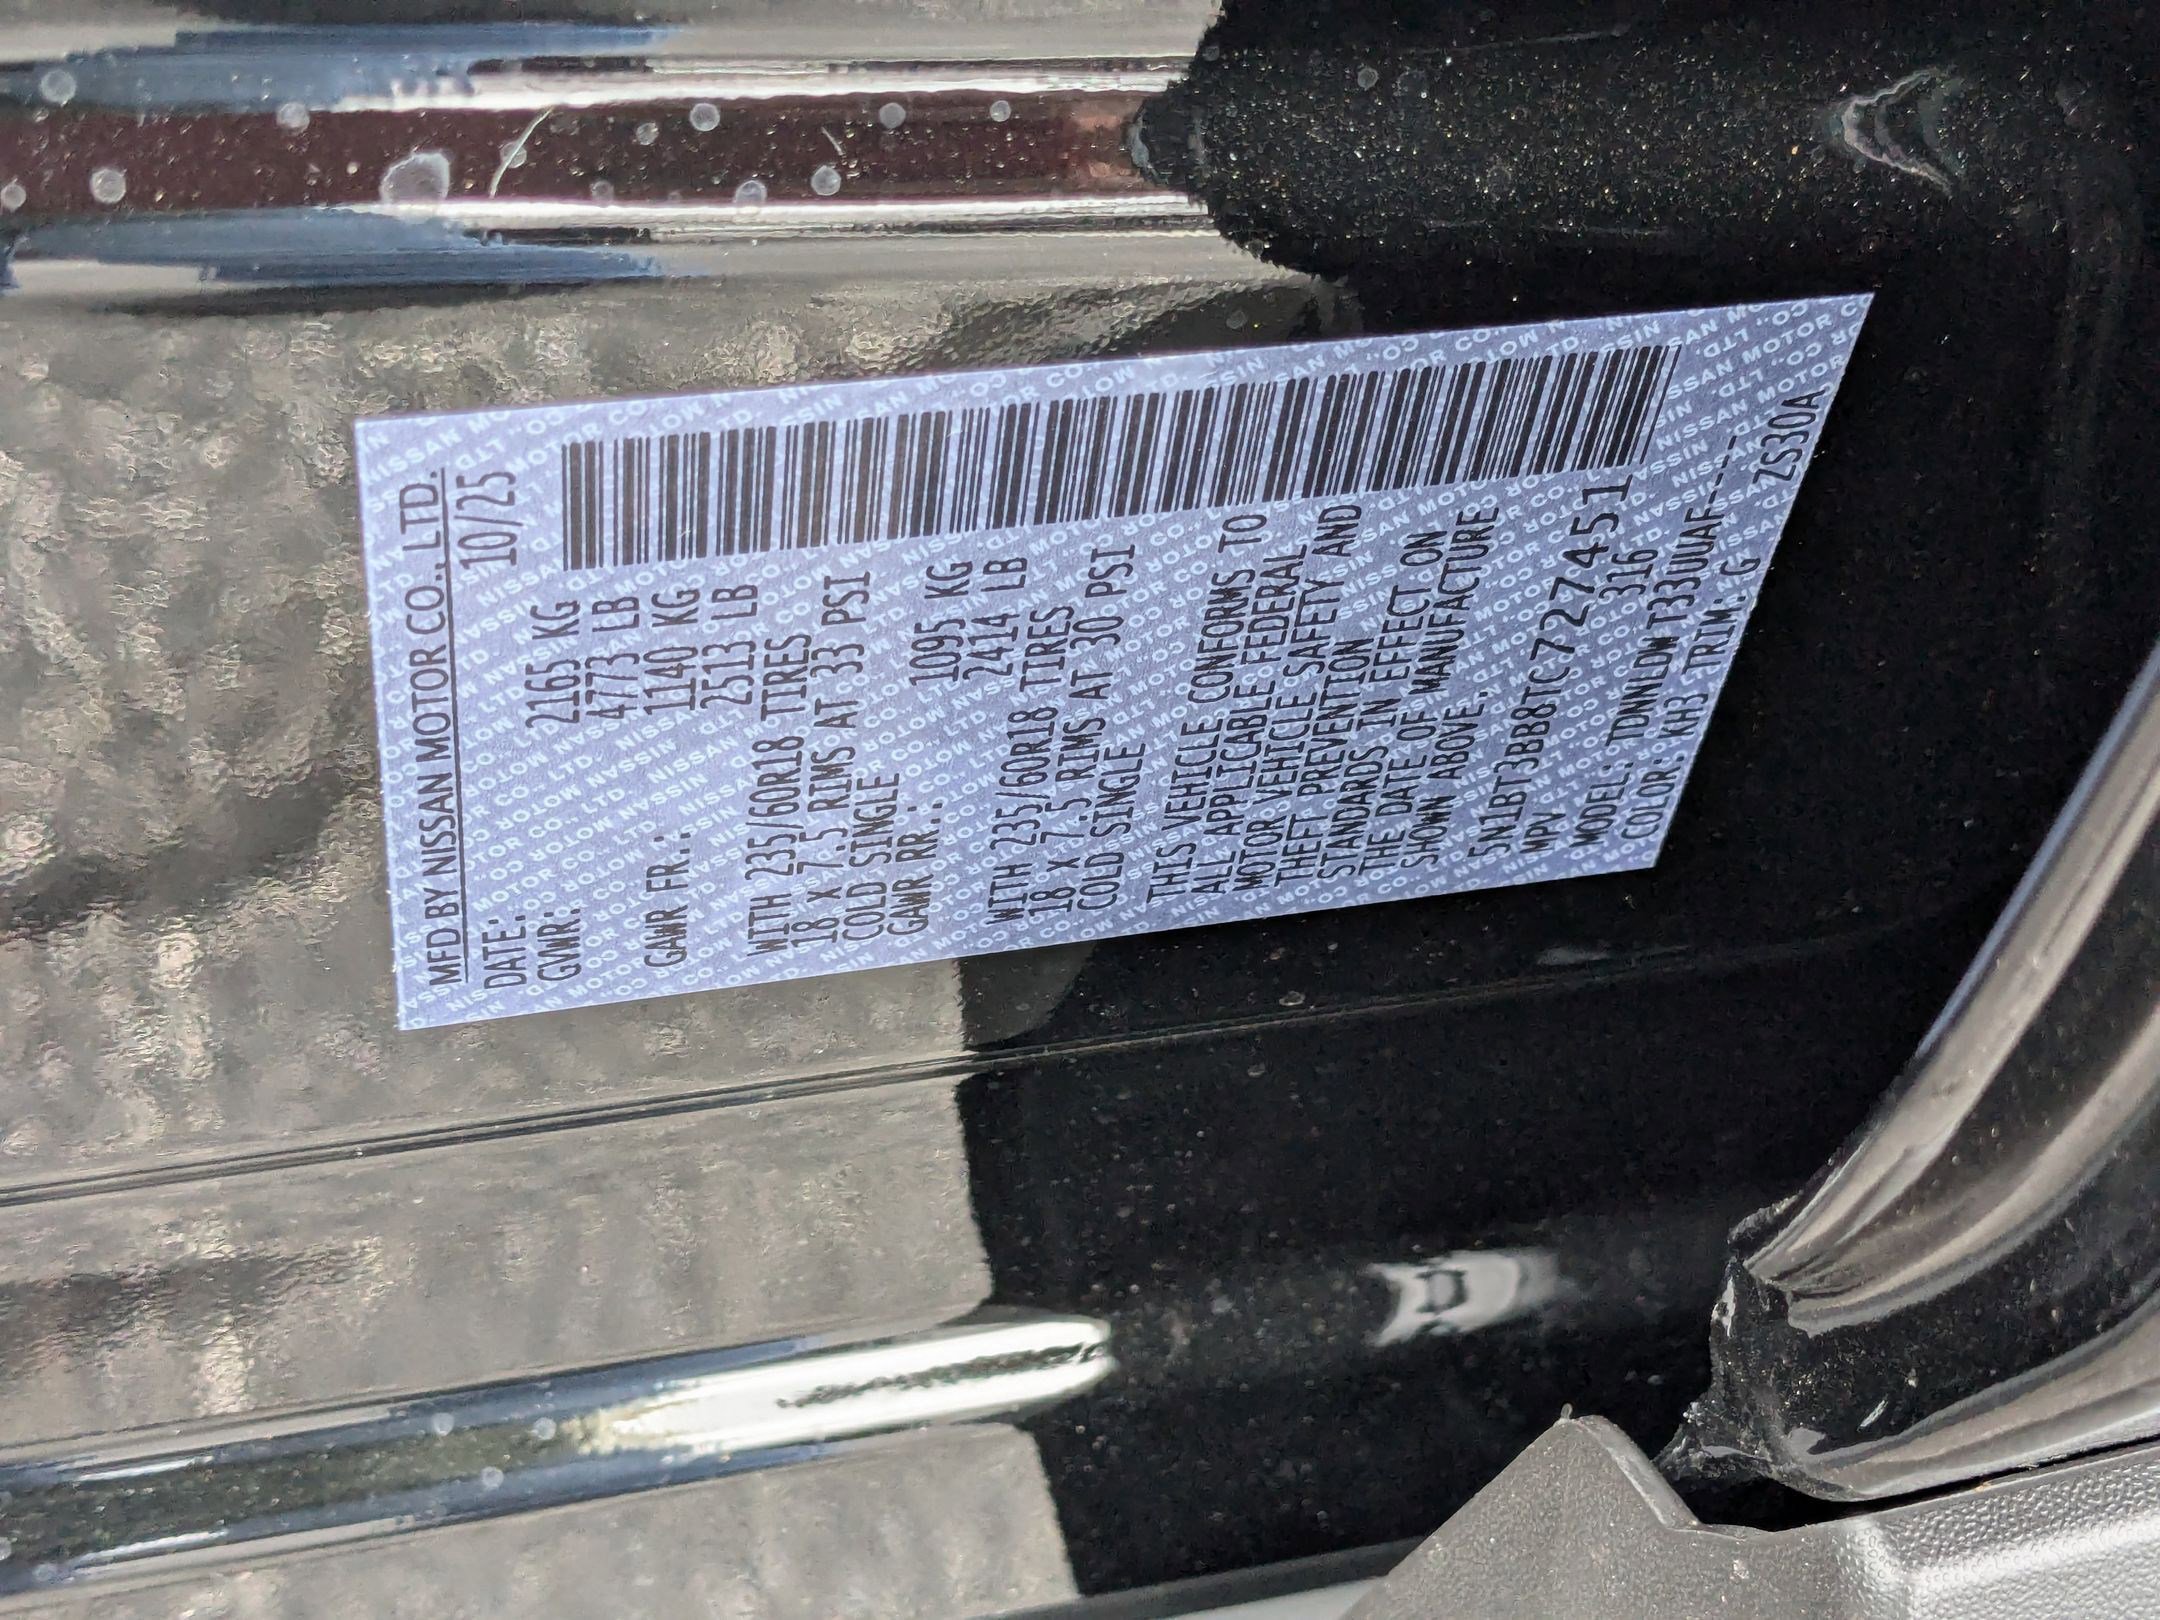 MFD BY NISSAN MOTOR CO., LTD.
DATE: 10/25
GVWR: 2165 KG
4773 LB
GAWR FR.: 1140 KG
2513 LB
WITH 235/60R18 TIRES
18 X 7.5 RIMS AT 33 PSI
COLD SINGLE
GAWR RR.: 1095 KG
2414 LB
WITH 235/60R18 TIRES
18 X 7.5 RIMS AT 30 PSI
COLD SINGLE
THIS VEHICLE CONFORMS TO
ALL APPLICABLE FEDERAL
MOTOR VEHICLE SAFETY AND
THEFT PREVENTION
STANDARDS IN EFFECT ON
THE DATE OF MANUFACTURE
SHOWN ABOVE.
5N1BT3BB8TC727451
MPV 316
MODEL: TDNNLDW T33UUAF----
COLOR: KH3 TRIM: G ZS30A